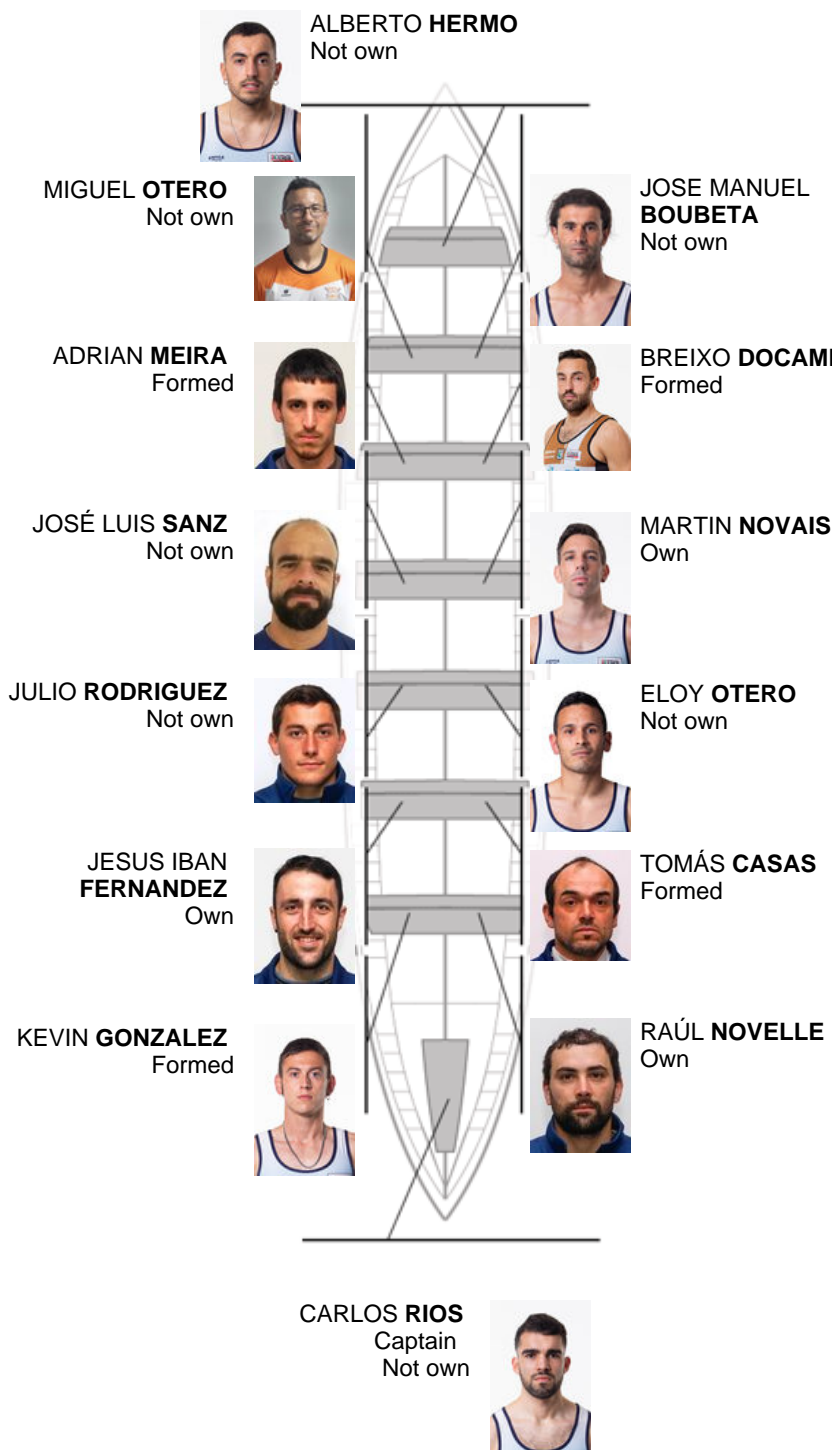 ALBERTO HERMO
Not own
MIGUEL OTERO
Not own
JOSE MANUEL
BOUBETA
Not own
ADRIAN MEIRA
Formed
BREIXO
Formed
JOSÉ LUIS SANZ
Not own
MARTIN NOVAIS
Own
JULIO RODRIGUEZ
Not own
ELOY OTERO
Not own
JESUS IBAN
FERNANDEZ
Own
TOMÁS CASAS
Formed
KEVIN GONZALEZ
Formed
RAÚL NOVELLE
Own
CARLOS RIOS
Captain
Not own